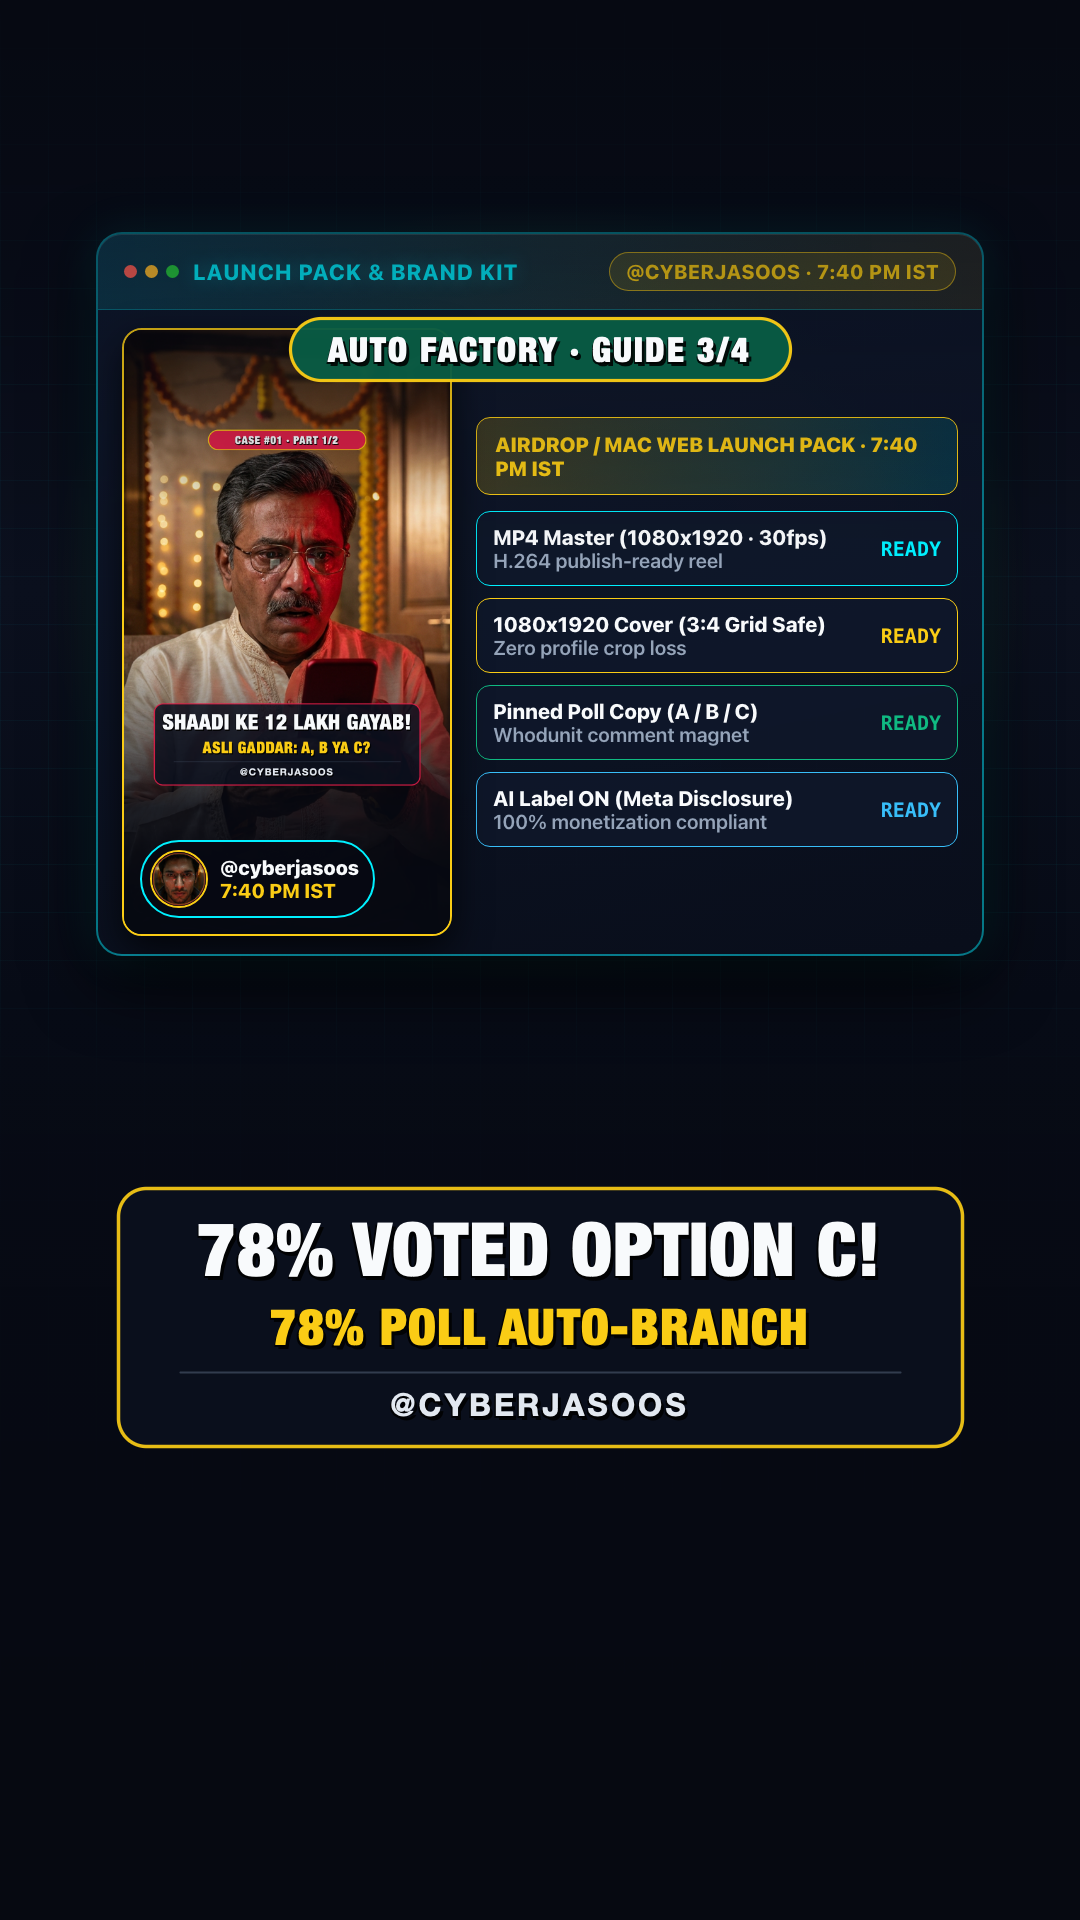 LAUNCH PACK & BRAND KIT
@CYBERJASOOS · 7:40 PM IST
AUTO FACTORY · GUIDE 3/4
CASE #01 · PART 1/2
SHAADI KE 12 LAKH GAYAB!
ASLI GADDAR: A, B YA C?
@CYBERJASOOS
@cyberjasoos
7:40 PM IST
AIRDROP / MAC WEB LAUNCH PACK · 7:40
PM IST
MP4 Master (1080x1920 · 30fps)
H.264 publish-ready reel
READY
1080x1920 Cover (3:4 Grid Safe)
Zero profile crop loss
READY
Pinned Poll Copy (A / B / C)
Whodunit comment magnet
READY
AI Label ON (Meta Disclosure)
100% monetization compliant
READY
78% VOTED OPTION C!
78% POLL AUTO-BRANCH
@CYBERJASOOS